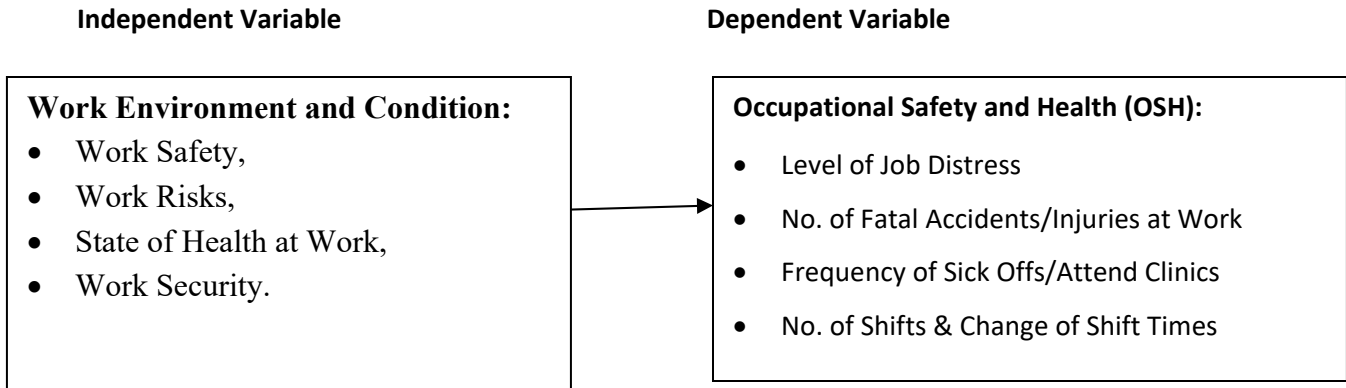 Independent Variable
Dependent Variable
Work Environment and Condition:
• Work Safety,
• Work Risks,
• State of Health at Work,
• Work Security.
Occupational Safety and Health (OSH):
• Level of Job Distress
• No. of Fatal Accidents/Injuries at Work
• Frequency of Sick Offs/Attend Clinics
• No. of Shifts & Change of Shift Times